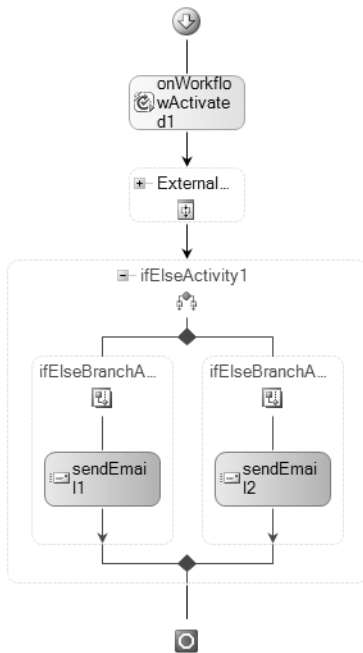 onWorkflo
wActivate
d1
External...
ifElseActivity1
ifElseBranchA...
ifElseBranchA...
sendEmai
l1
sendEmai
l2